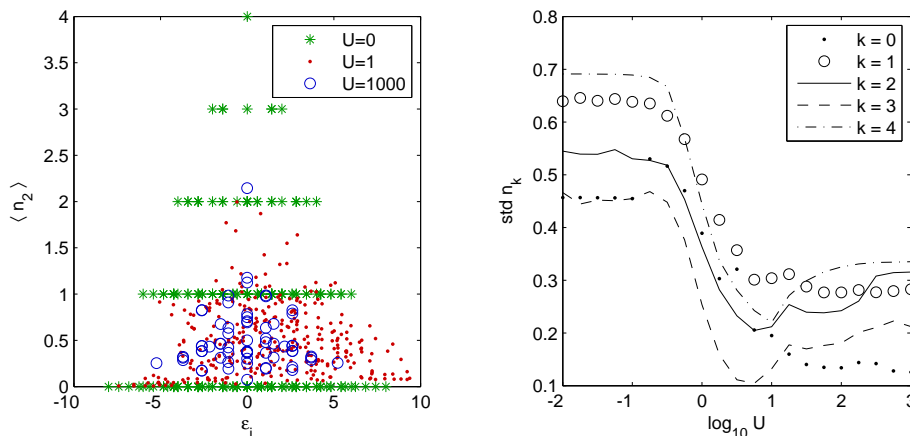 4
3.5
3
2.5
2
1.5
1
0.5
0
-10
-5
0
5
10
⟨ n₂ ⟩
εᵢ
U=0
U=1
U=1000
0.8
0.7
0.6
0.5
0.4
0.3
0.2
0.1
-2
-1
0
1
2
3
std nₖ
log₁₀ U
k = 0
k = 1
k = 2
k = 3
k = 4